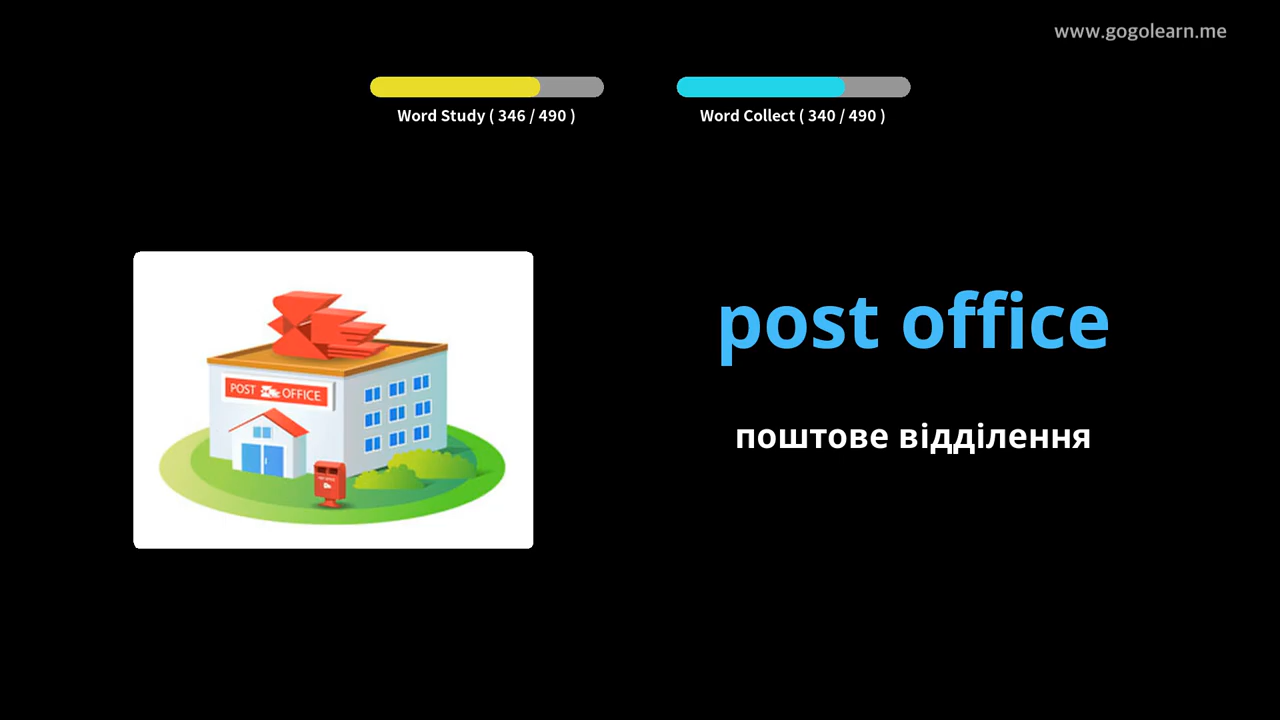 www.gogolearn.me
Word Study ( 346 / 490 )
Word Collect ( 340 / 490 )
POST OFFICE
post office
поштове відділення